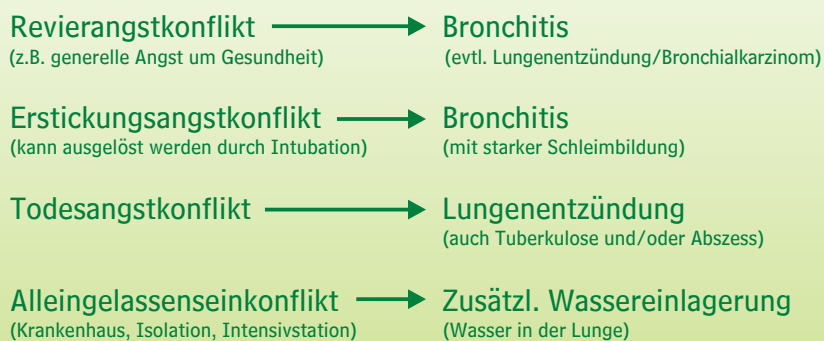 Revierangstkonflikt → Bronchitis
(z.B. generelle Angst um Gesundheit) (evtl. Lungenentzündung/Bronchialkarzinom)
Erstickungsangstkonflikt → Bronchitis
(kann ausgelöst werden durch Intubation) (mit starker Schleimbildung)
Todesangstkonflikt → Lungenentzündung
(auch Tuberkulose und/oder Abszess)
Alleingelassenseinkonflikt → Zusätzl. Wassereinlagerung
(Krankenhaus, Isolation, Intensivstation) (Wasser in der Lunge)